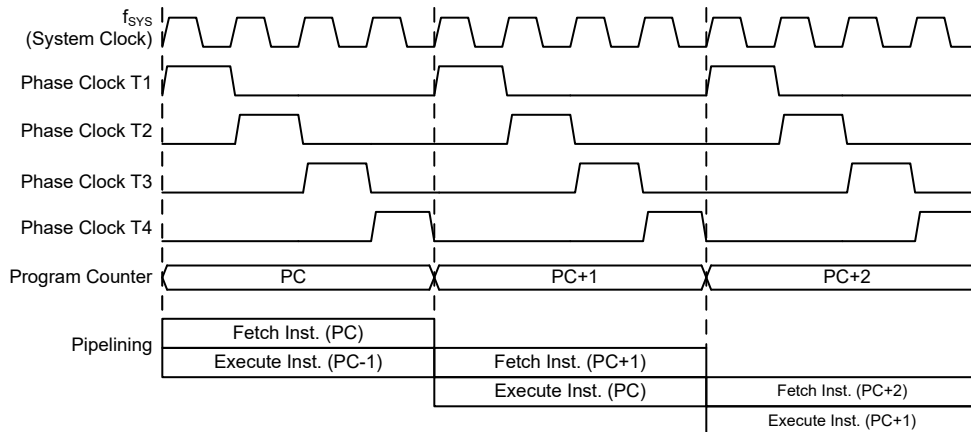 fSYS
(System Clock)
Phase Clock T1
Phase Clock T2
Phase Clock T3
Phase Clock T4
Program Counter PC PC+1 PC+2
Pipelining
Fetch Inst. (PC)
Execute Inst. (PC-1) Fetch Inst. (PC+1)
Execute Inst. (PC) Fetch Inst. (PC+2)
Execute Inst. (PC+1)